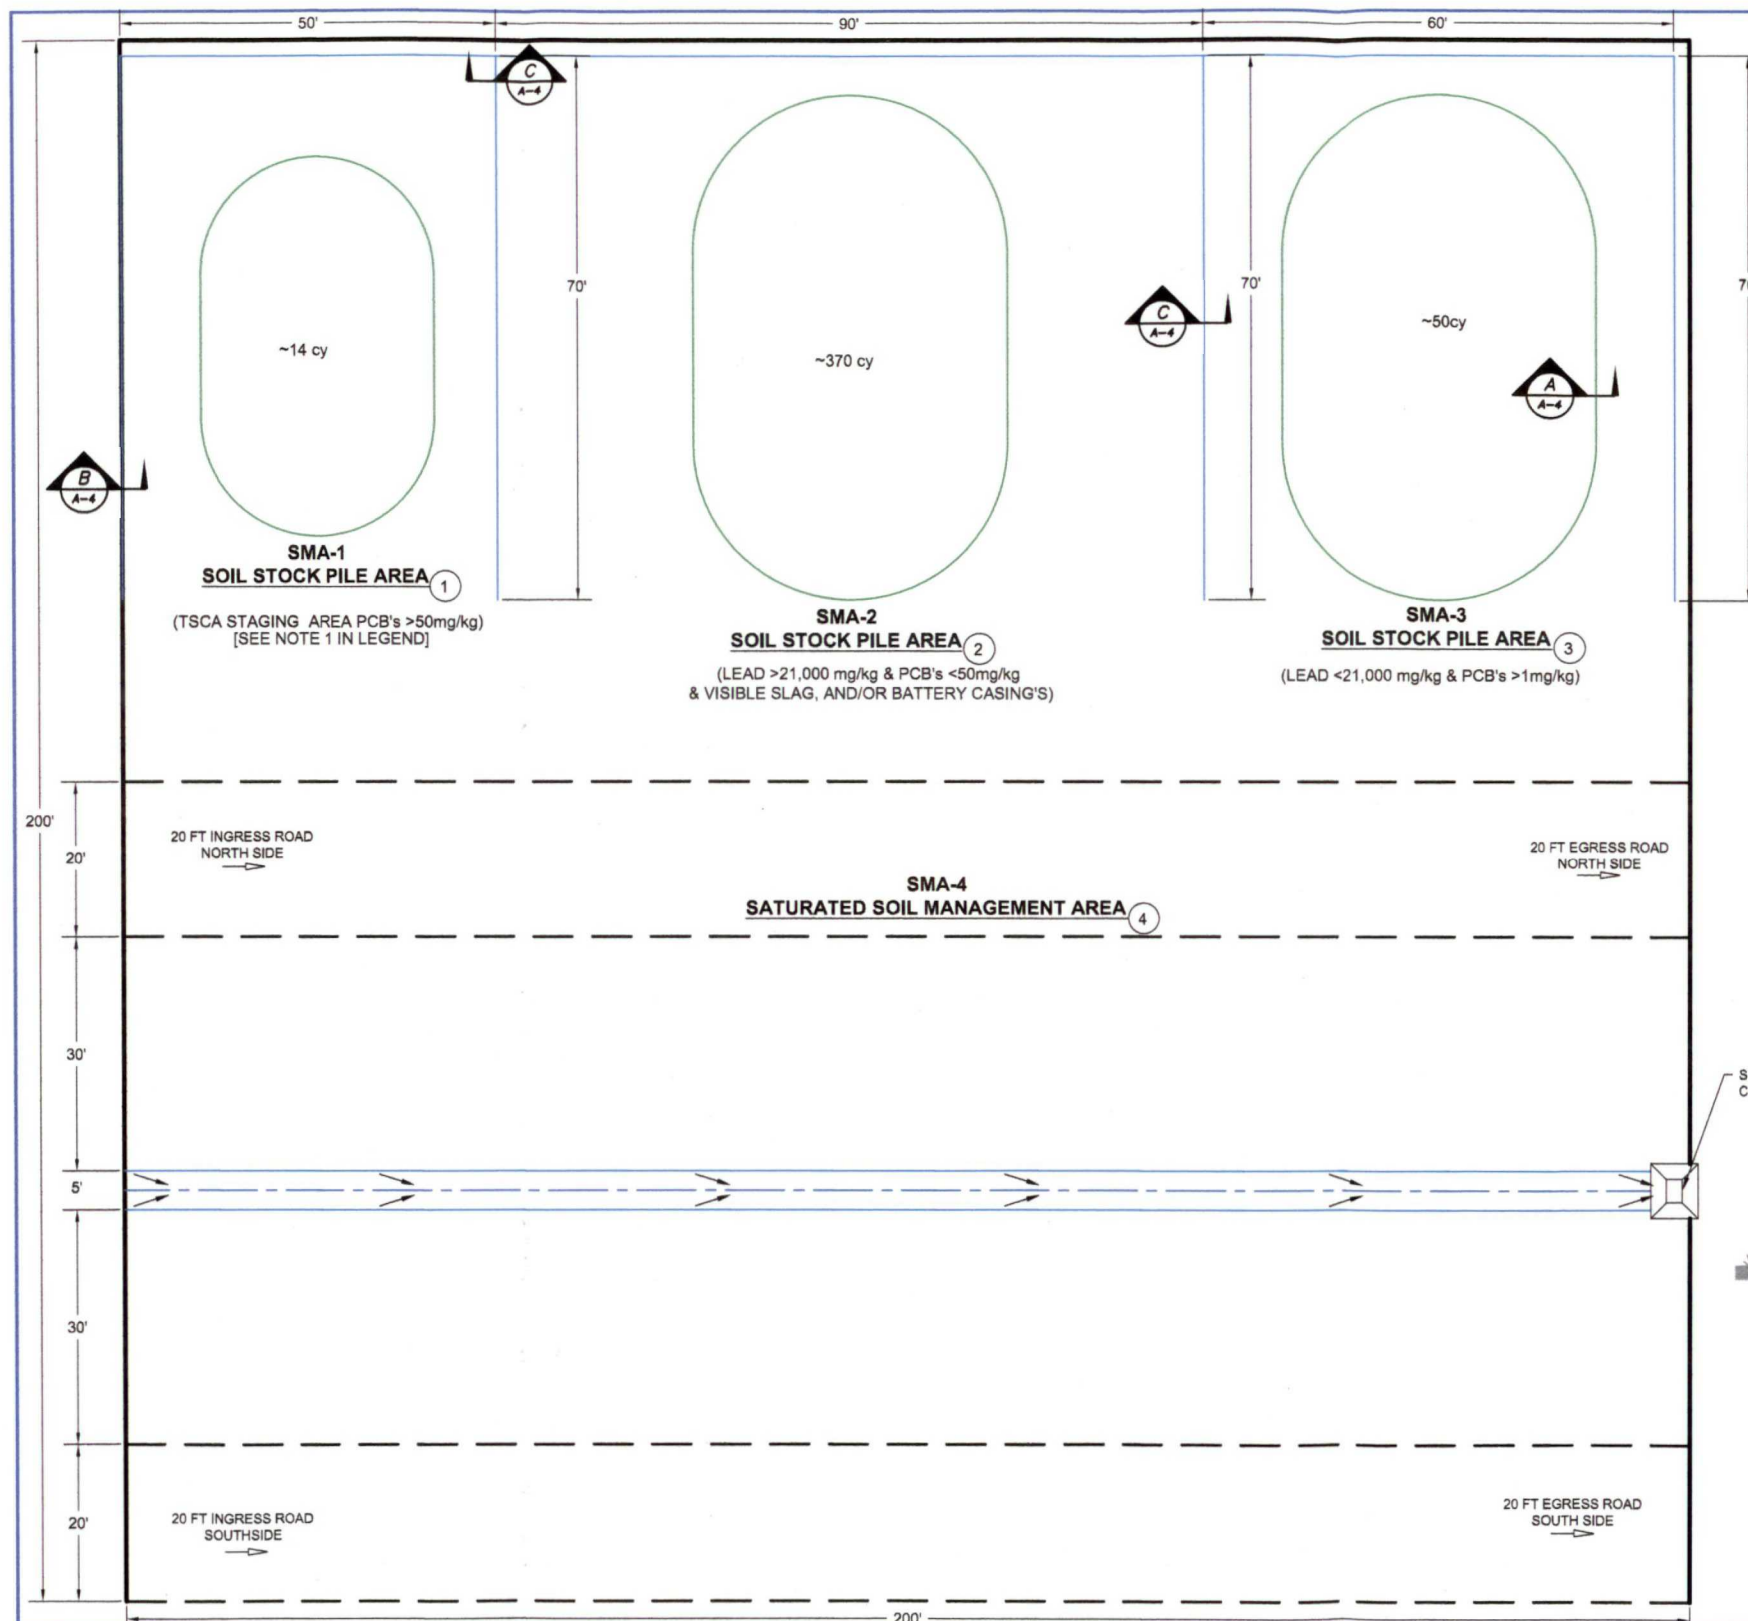 50'
90'
60'
C
A-4
70'
C
A-4
70'
~14 cy
~370 cy
~50cy
A
A-4
B
A-4
SMA-1
SOIL STOCK PILE AREA 1
(TSCA STAGING AREA PCB's >50mg/kg)
[SEE NOTE 1 IN LEGEND]
SMA-2
SOIL STOCK PILE AREA 2
(LEAD >21,000 mg/kg & PCB's <50mg/kg
& VISIBLE SLAG, AND/OR BATTERY CASING'S)
SMA-3
SOIL STOCK PILE AREA 3
(LEAD <21,000 mg/kg & PCB's >1mg/kg)
200'
20'
20 FT INGRESS ROAD
NORTH SIDE
20 FT EGRESS ROAD
NORTH SIDE
SMA-4
SATURATED SOIL MANAGEMENT AREA 4
30'
5'
30'
20'
20 FT INGRESS ROAD
SOUTHSIDE
20 FT EGRESS ROAD
SOUTH SIDE
200'